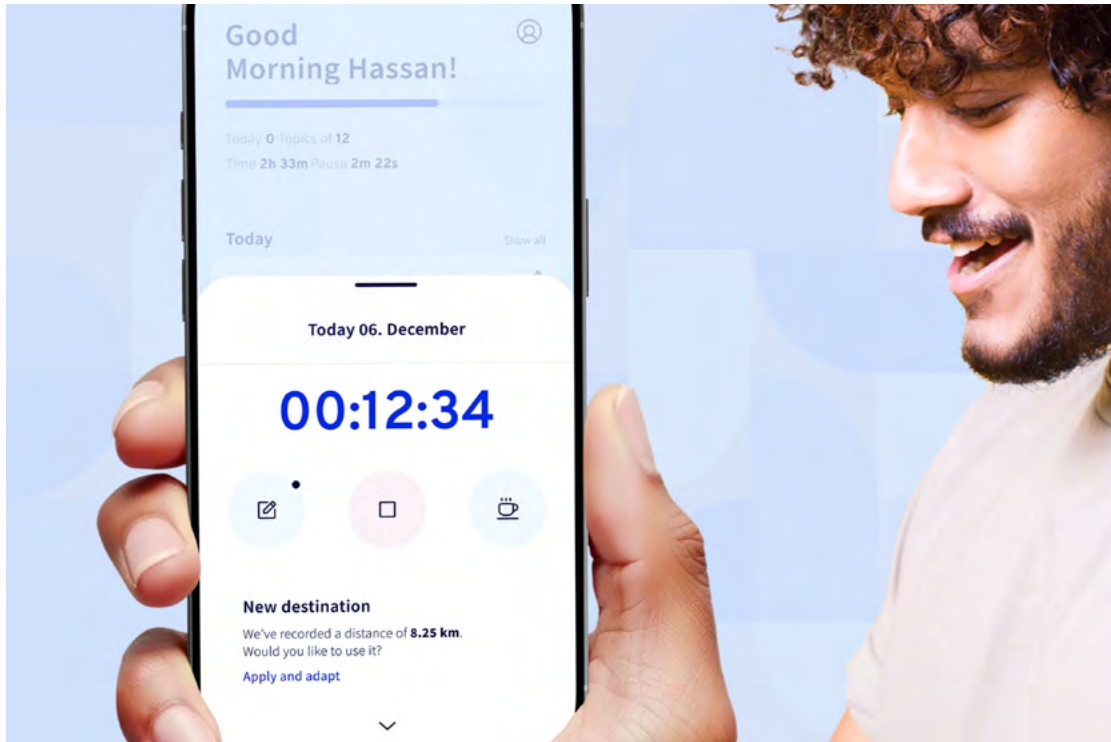 Good
Morning Hassan!
Today 0 Topics of 12
Time 2h 33m Pause 2m 22s
Today Show all
Today 06. December
00:12:34
New destination
We've recorded a distance of 8.25 km.
Would you like to use it?
Apply and adapt